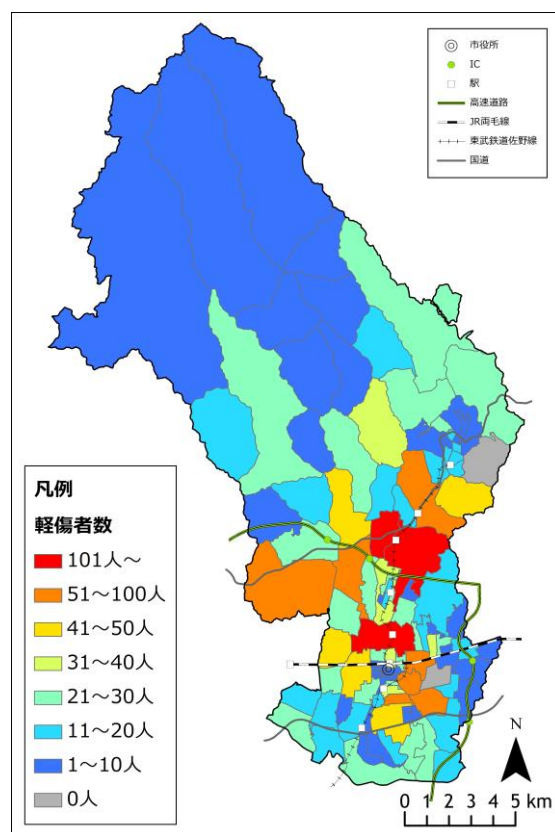 市役所
IC
駅
高速道路
JR両毛線
東武鉄道佐野線
国道
凡例
軽傷者数
101人～
51～100人
41～50人
31～40人
21～30人
11～20人
1～10人
0人
N
0 1 2 3 4 5 km